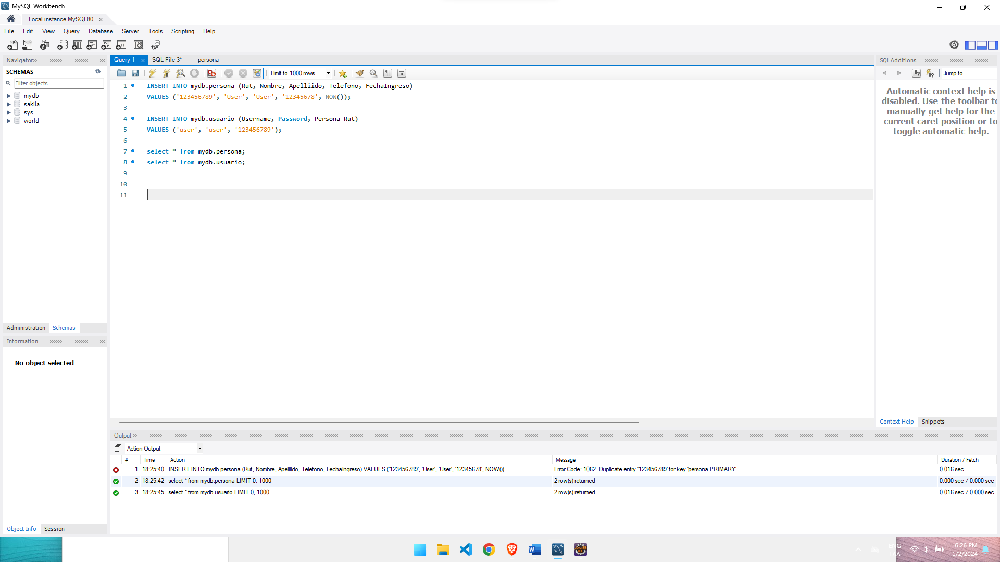 MySQL Workbench
Local instance MySQL80
File Edit View Query Database Server Tools Scripting Help
Navigator
SCHEMAS
Filter objects
mydb
sakila
sys
world
Administration Schemas
Information
No object selected
Object Info Session
Query 1 SQL File 3* persona
Limit to 1000 rows
1 INSERT INTO mydb.persona (Rut, Nombre, Apelliido, Telefono, FechaIngreso)
2 VALUES ('123456789', 'User', 'User', '12345678', NOW());
3
4 INSERT INTO mydb.usuario (Username, Password, Persona_Rut)
5 VALUES ('user', 'user', '123456789');
6
7 select * from mydb.persona;
8 select * from mydb.usuario;
9
10
11
SQLAdditions
Jump to
Automatic context help is
disabled. Use the toolbar to
manually get help for the
current caret position or to
toggle automatic help.
Context Help Snippets
Output
Action Output
# Time Action Message Duration / Fetch
1 18:25:40 INSERT INTO mydb.persona (Rut, Nombre, Apelliido, Telefono, FechaIngreso) VALUES ('123456789', 'User', 'User', '12345678', NOW()) Error Code: 1062. Duplicate entry '123456789' for key 'persona.PRIMARY' 0.016 sec
2 18:25:42 select * from mydb.persona LIMIT 0, 1000 2 row(s) returned 0.000 sec / 0.000 sec
3 18:25:45 select * from mydb.usuario LIMIT 0, 1000 2 row(s) returned 0.016 sec / 0.000 sec
ENG
LAA
6:26 PM
1/2/2024